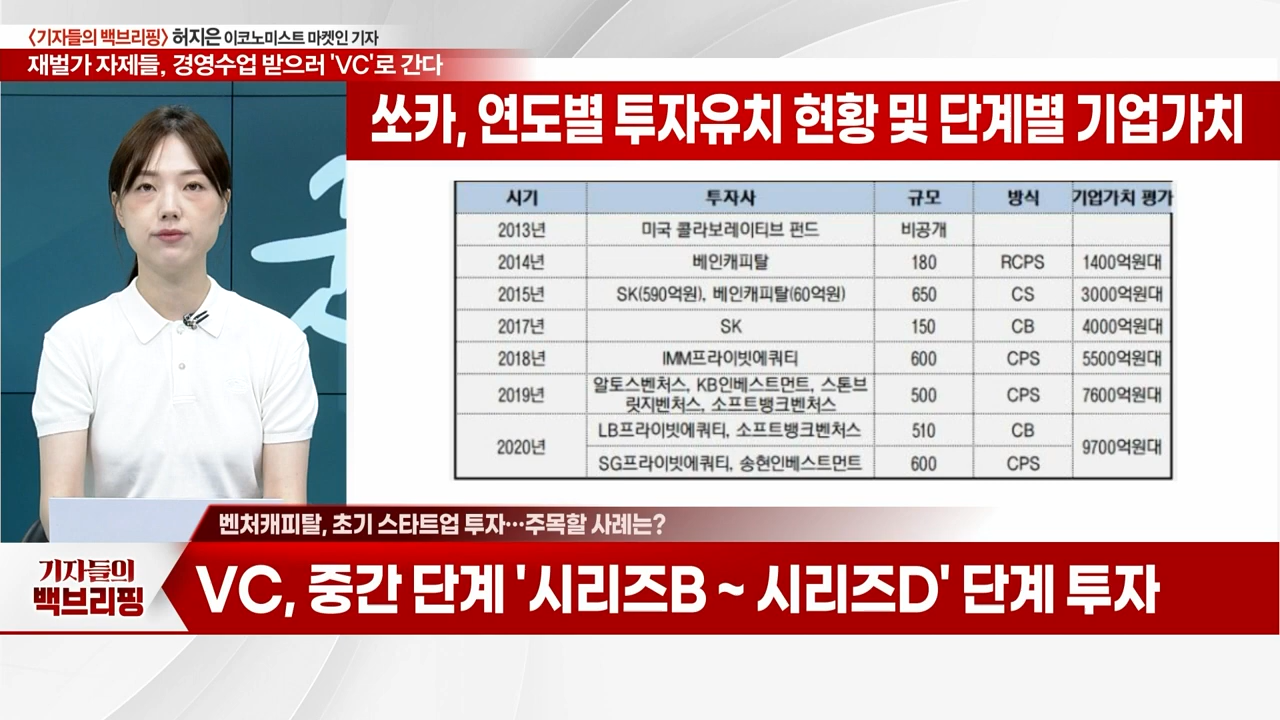 <기자들의 백브리핑> 허지은 이코노미스트 마켓인 기자
재벌가 자제들, 경영수업 받으러 'VC'로 간다
쏘카, 연도별 투자유치 현황 및 단계별 기업가치
시기 투자사 규모 방식 기업가치 평가
2013년 미국 콜라보레이티브 펀드 비공개
2014년 베인캐피탈 180 RCPS 1400억원대
2015년 SK(590억원), 베인캐피탈(60억원) 650 CS 3000억원대
2017년 SK 150 CB 4000억원대
2018년 IMM프라이빗에쿼티 600 CPS 5500억원대
2019년 알토스벤처스, KB인베스트먼트, 스톤브
릿지벤처스, 소프트뱅크벤처스 500 CPS 7600억원대
2020년 LB프라이빗에쿼티, 소프트뱅크벤처스 510 CB 9700억원대
SG프라이빗에쿼티, 송현인베스트먼트 600 CPS
벤처캐피탈, 초기 스타트업 투자…주목할 사례는?
기자들의
백브리핑
VC, 중간 단계 '시리즈B ~ 시리즈D' 단계 투자